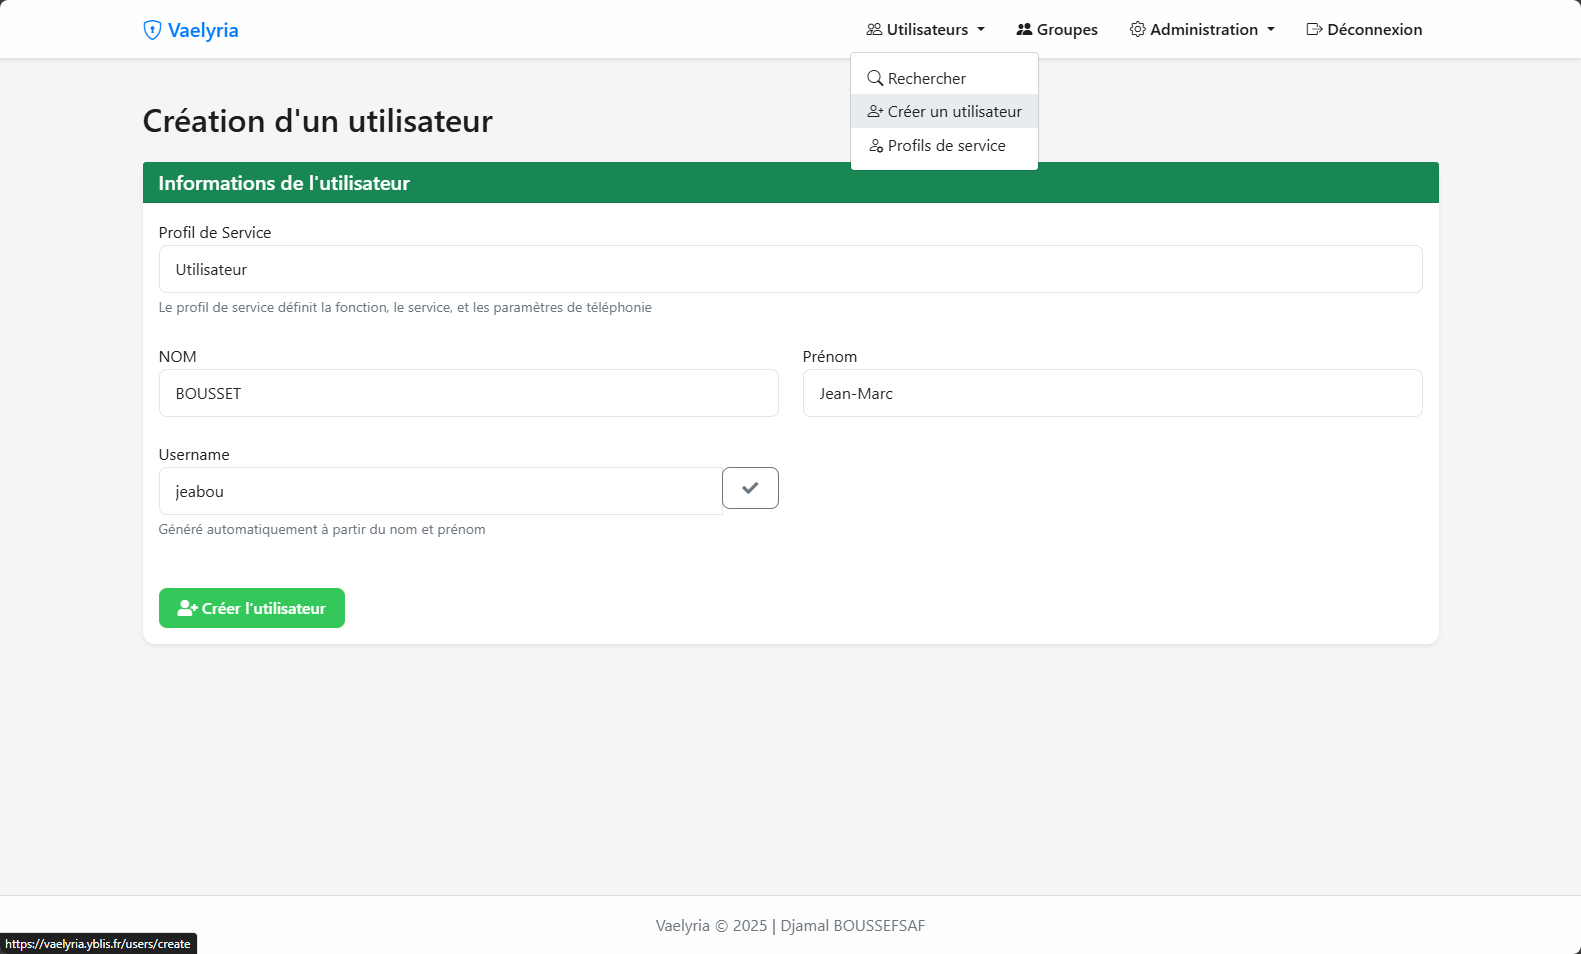 Vaelyria
Utilisateurs
Groupes
Administration
Déconnexion
Rechercher
Créer un utilisateur
Profils de service
Création d'un utilisateur
Informations de l'utilisateur
Profil de Service
Utilisateur
Le profil de service définit la fonction, le service, et les paramètres de téléphonie
NOM
Prénom
BOUSSET
Jean-Marc
Username
jeabou
Généré automatiquement à partir du nom et prénom
Créer l'utilisateur
Vaelyria © 2025 | Djamal BOUSSEFSAF
https://vaelyria.yblis.fr/users/create